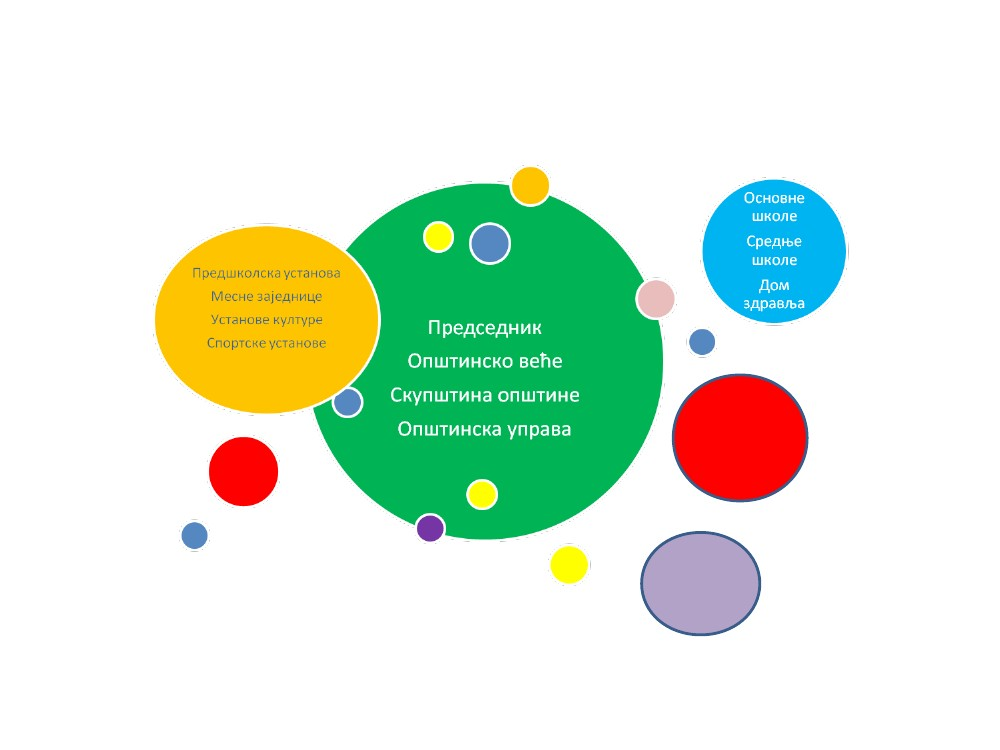 Предшколска установа
Месне заједнице
Установе културе
Спортске установе
Председник
Општинско веће
Скупштина општине
Општинска управа
Основне
школе
Средње
школе
Дом
здравља